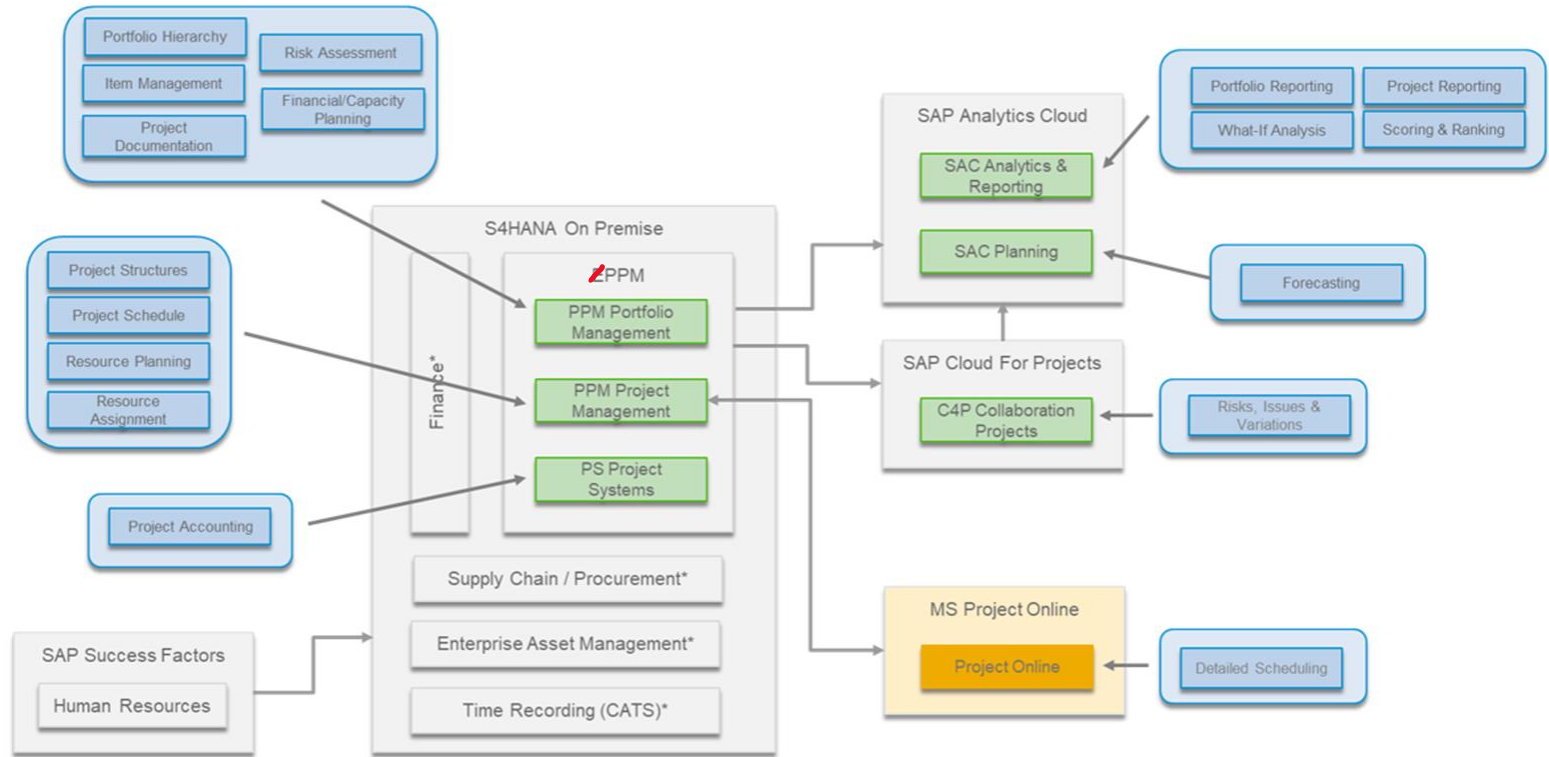 Portfolio Hierarchy
Item Management
Project
Documentation
Risk Assessment
Financial/Capacity
Planning
Project Structures
Project Schedule
Resource Planning
Resource
Assignment
Project Accounting
SAP Success Factors
Human Resources
S4HANA On Premise
Finance*
EPPM
PPM Portfolio
Management
PPM Project
Management
PS Project
Systems
Supply Chain / Procurement*
Enterprise Asset Management*
Time Recording (CATS)*
SAP Analytics Cloud
SAC Analytics &
Reporting
SAC Planning
SAP Cloud For Projects
C4P Collaboration
Projects
MS Project Online
Project Online
Portfolio Reporting
Project Reporting
What-If Analysis
Scoring & Ranking
Forecasting
Risks, Issues &
Variations
Detailed Scheduling